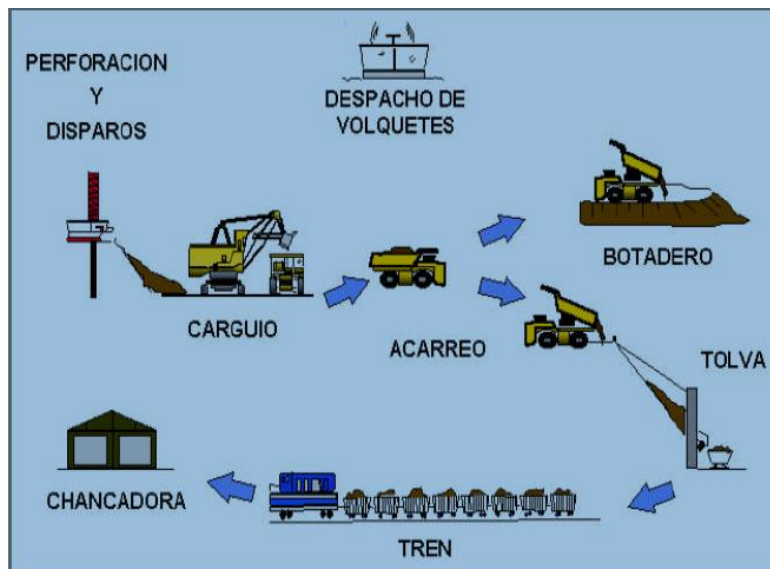 PERFORACION
Y
DISPAROS
DESPACHO DE
VOLQUETES
BOTADERO
CARGUIO
ACARREO
TOLVA
CHANCADORA
TREN